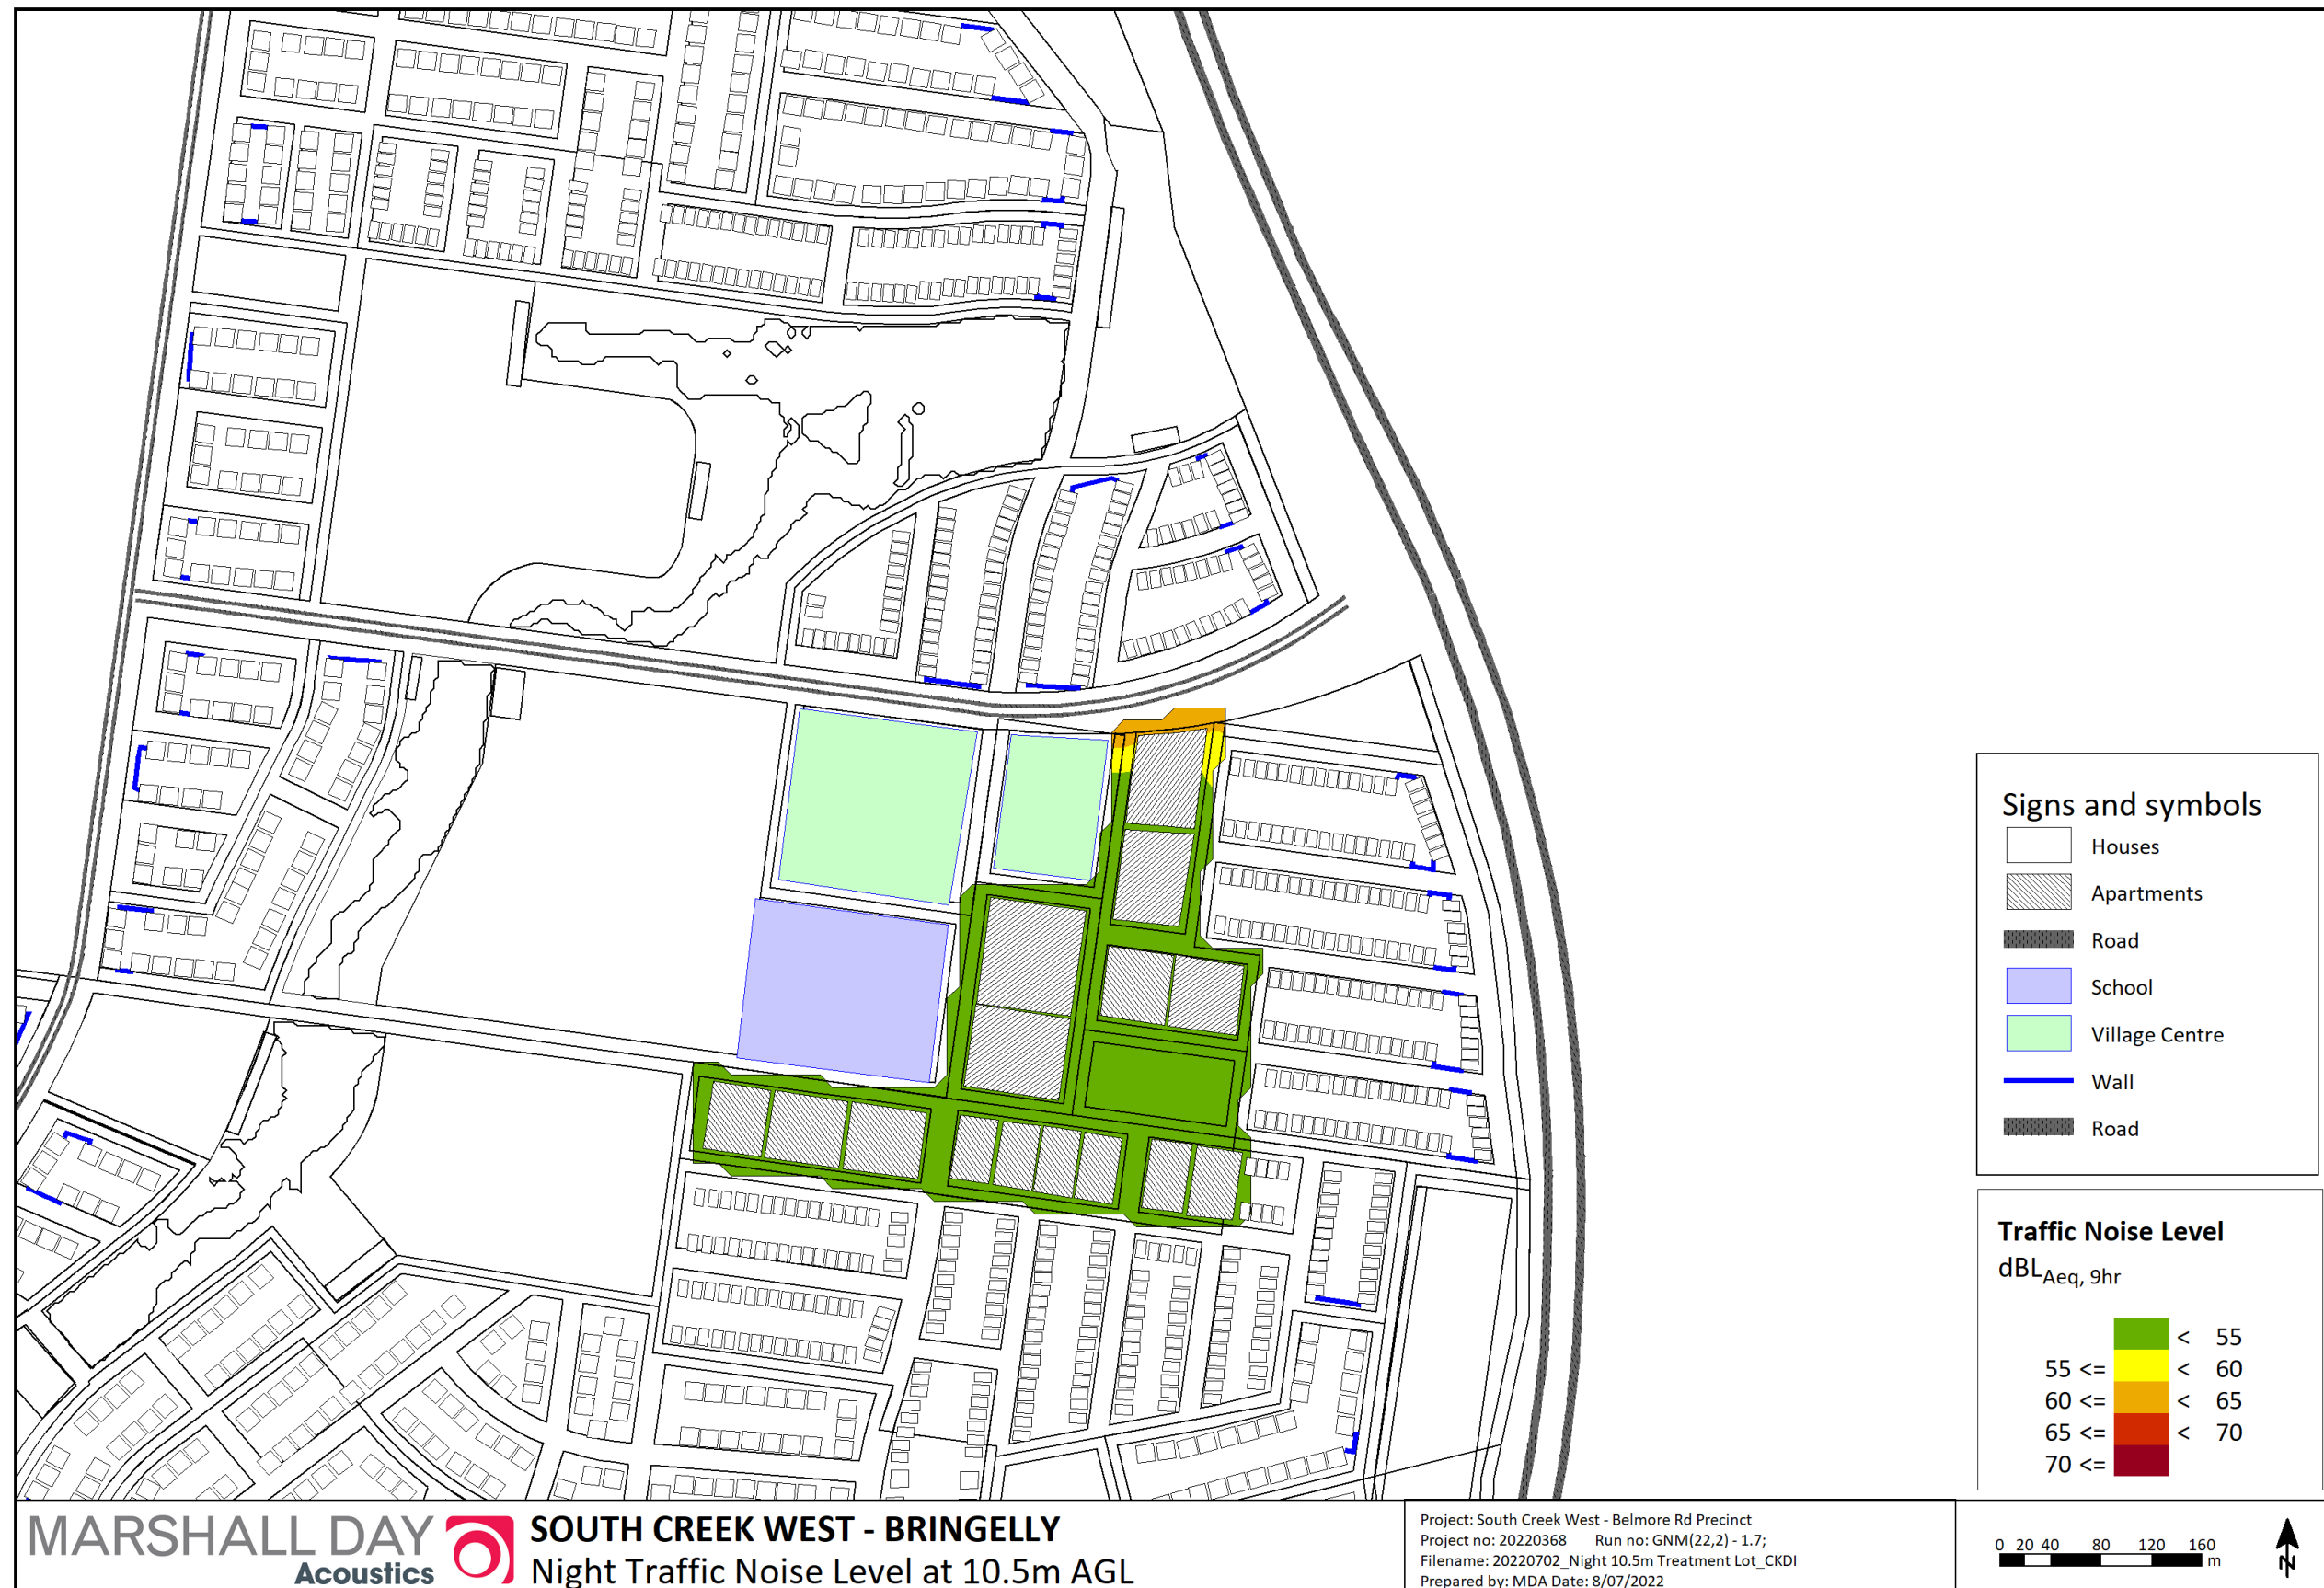 Signs and symbols
Houses
Apartments
Road
School
Village Centre
Wall
Road
Traffic Noise Level
dBL Aeq, 9hr
< 55
55 <= < 60
60 <= < 65
65 <= < 70
70 <=
MARSHALL DAY
Acoustics
SOUTH CREEK WEST - BRINGELLY
Night Traffic Noise Level at 10.5m AGL
Project: South Creek West - Belmore Rd Precinct
Project no: 20220368 Run no: GNM(22,2) - 1.7;
Filename: 20220702_Night 10.5m Treatment Lot_CKDI
Prepared by: MDA Date: 8/07/2022
0 20 40 80 120 160
m
N